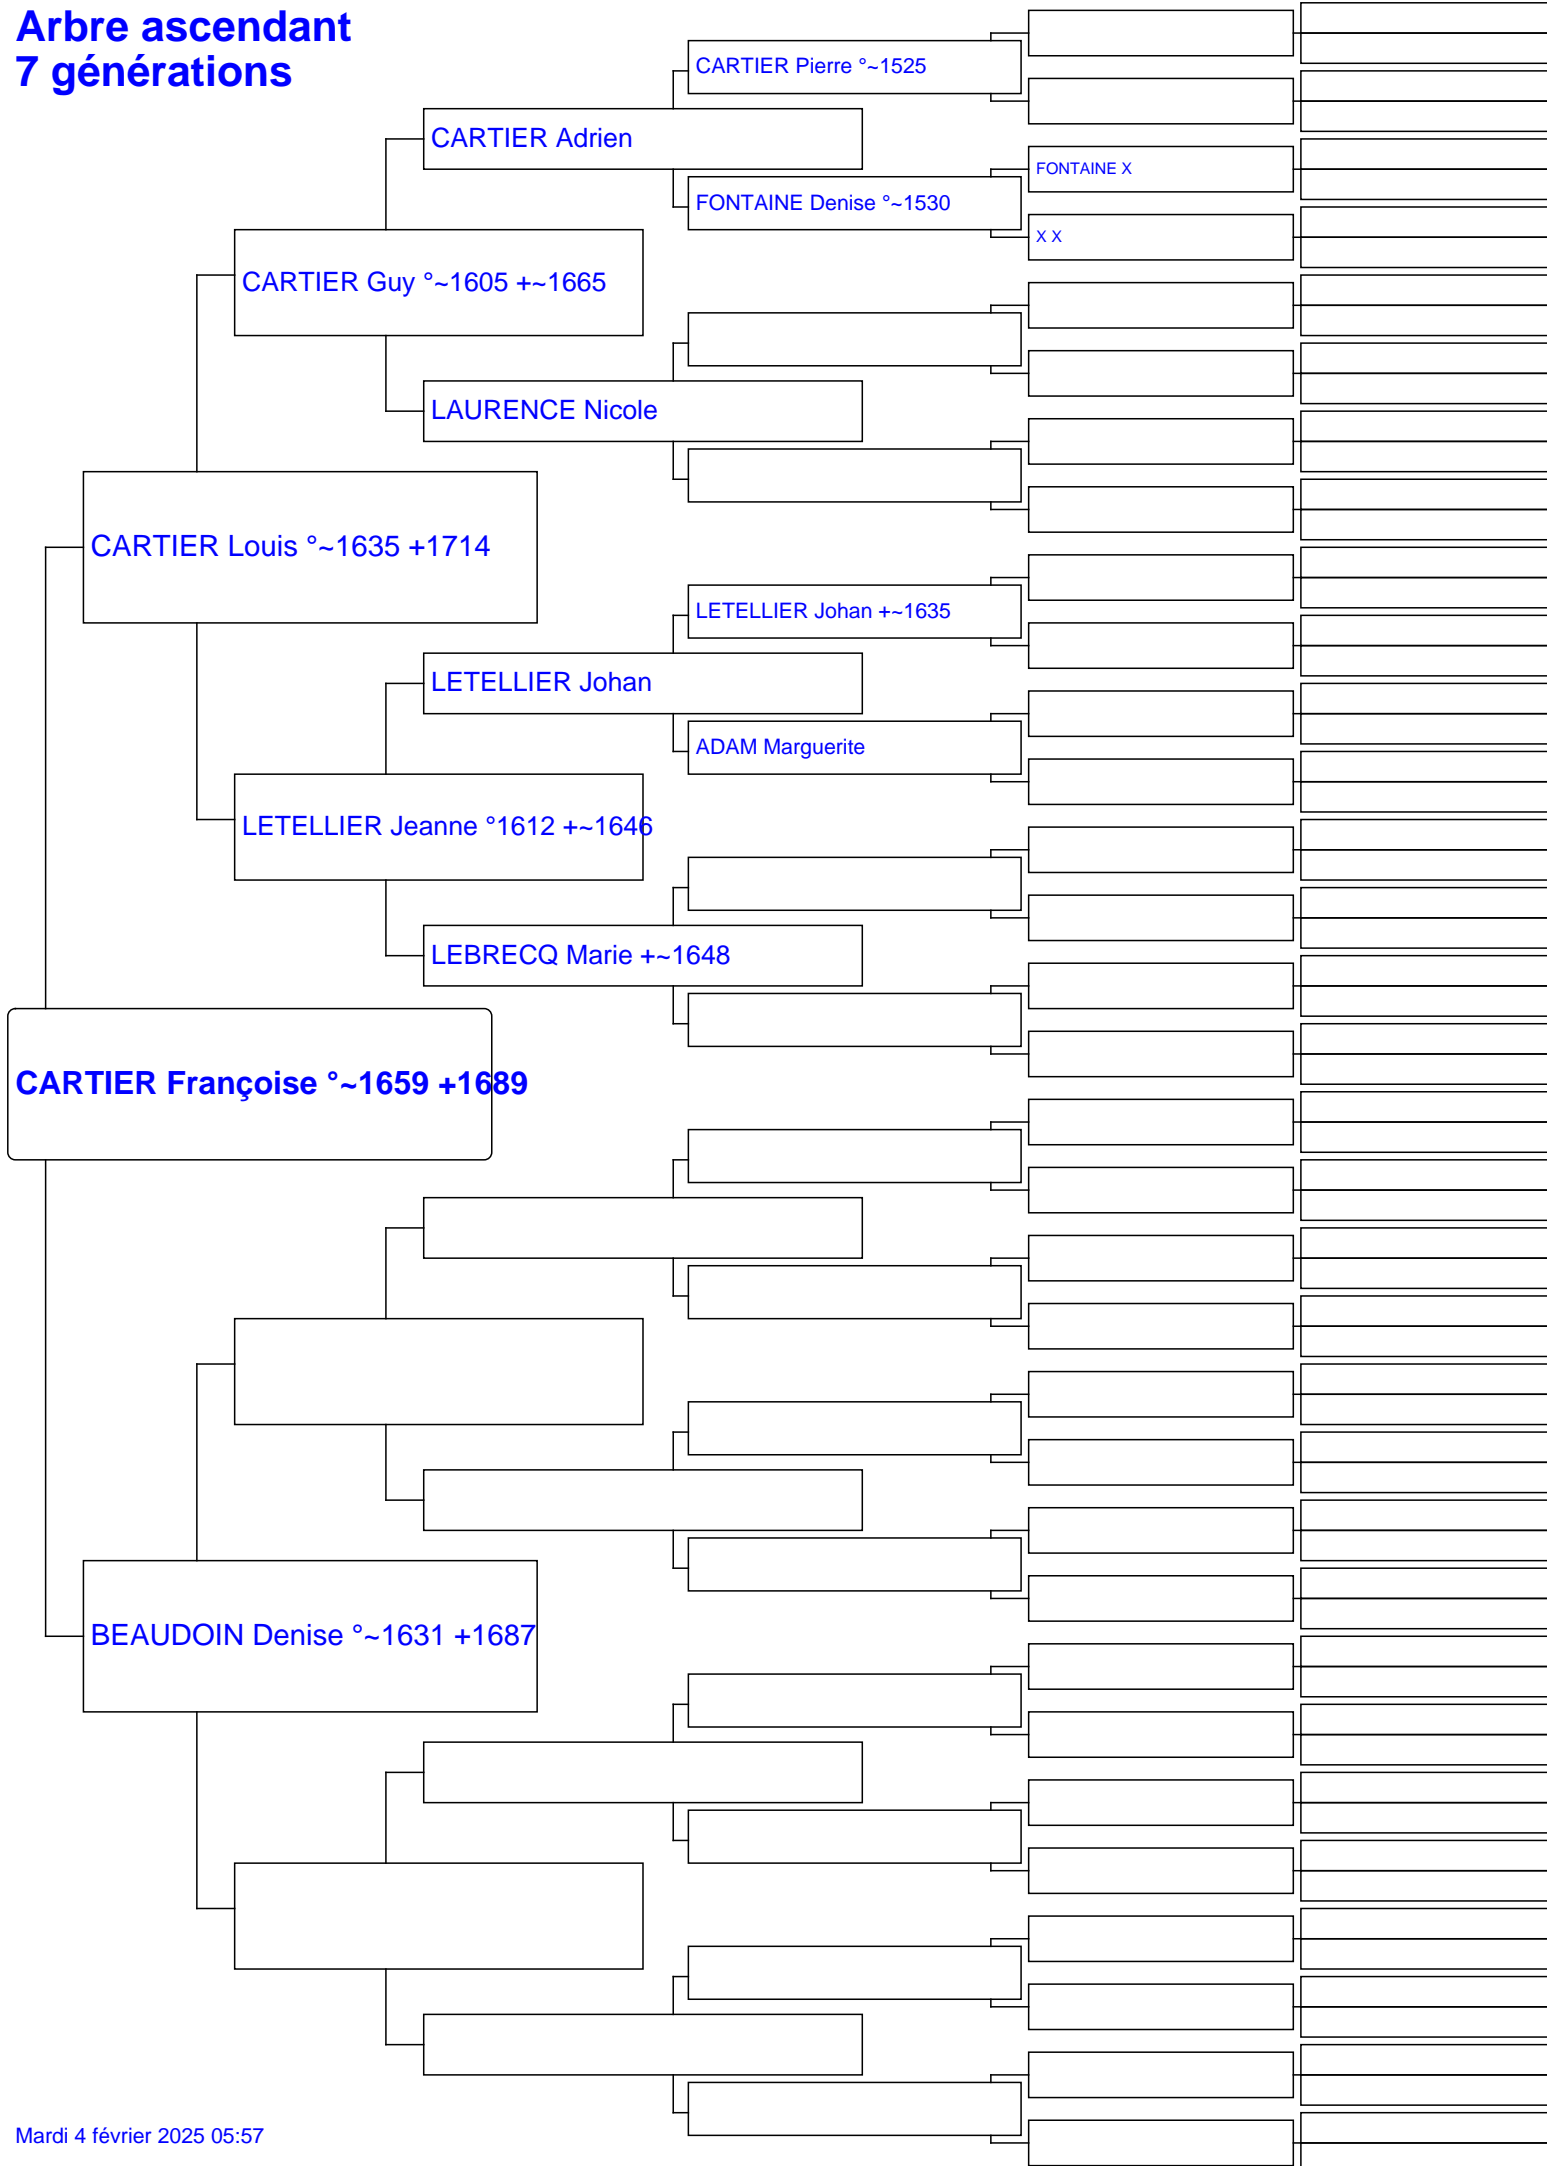 Arbre ascendant
7 générations
CARTIER Pierre °~1525
CARTIER Adrien
FONTAINE X
FONTAINE Denise °~1530
X X
CARTIER Guy °~1605 +~1665
LAURENCE Nicole
CARTIER Louis °~1635 +1714
LETELLIER Johan +~1635
LETELLIER Johan
ADAM Marguerite
LETELLIER Jeanne °1612 +~1646
LEBRECQ Marie +~1648
CARTIER Françoise °~1659 +1689
BEAUDOIN Denise °~1631 +1687
Mardi 4 février 2025 05:57